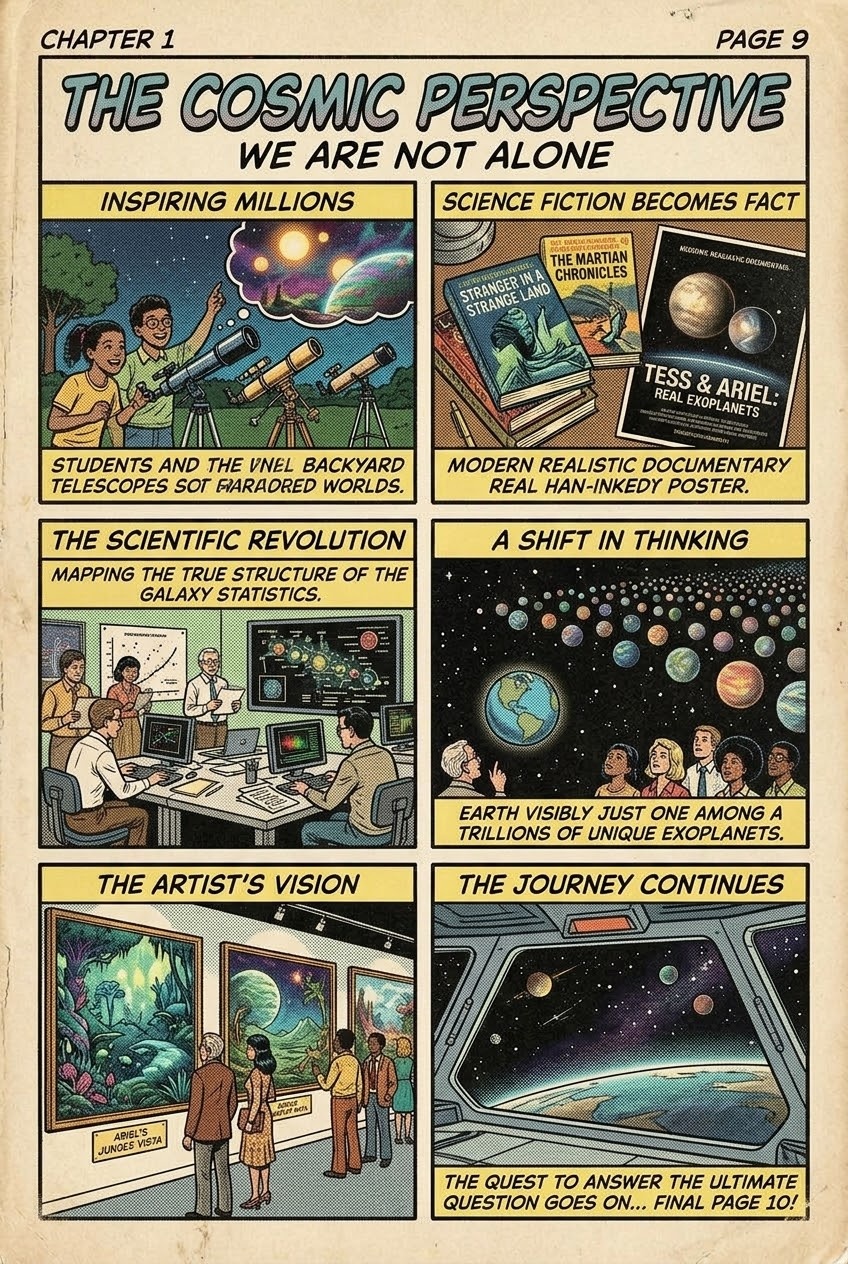 CHAPTER 1
PAGE 9
THE COSMIC PERSPECTIVE
WE ARE NOT ALONE
INSPIRING MILLIONS
STUDENTS AND THE VNEL BACKYARD
TELESCOPES SOT PARADRED WORLDS.
SCIENCE FICTION BECOMES FACT
STRANGER IN A
STRANGE LAND
THE MARTIAN
CHRONICLES
TESS & ARIEL:
REAL EXOPLANETS
MODERN REALISTIC DOCUMENTARY
REAL HAN-INKEDY POSTER.
THE SCIENTIFIC REVOLUTION
MAPPING THE TRUE STRUCTURE OF THE
GALAXY STATISTICS.
A SHIFT IN THINKING
EARTH VISIBLY JUST ONE AMONG A
TRILLIONS OF UNIQUE EXOPLANETS.
THE ARTIST'S VISION
ARIEL'S
JUNOES VISTA
THE JOURNEY CONTINUES
THE QUEST TO ANSWER THE ULTIMATE
QUESTION GOES ON... FINAL PAGE 10!